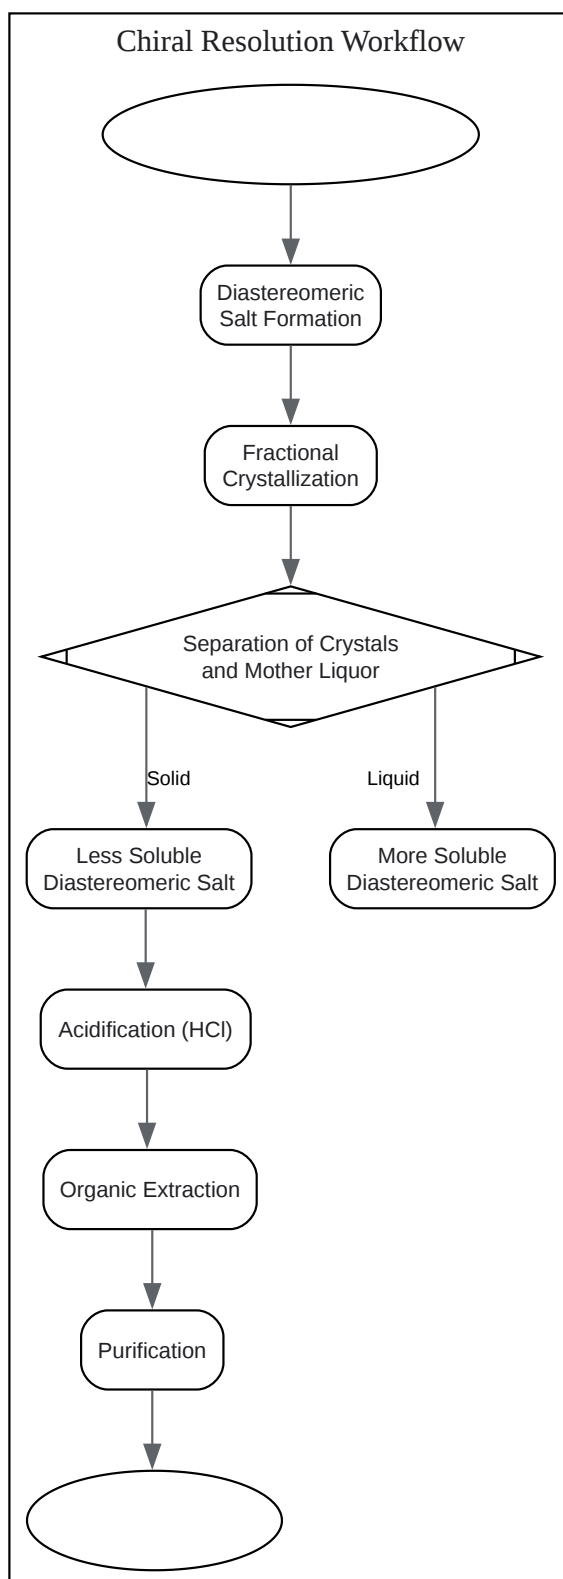 Chiral Resolution Workflow
Diastereomeric
Salt Formation
Fractional
Crystallization
Separation of Crystals
and Mother Liquor
Solid
Liquid
Less Soluble
Diastereomeric Salt
More Soluble
Diastereomeric Salt
Acidification (HCl)
Organic Extraction
Purification